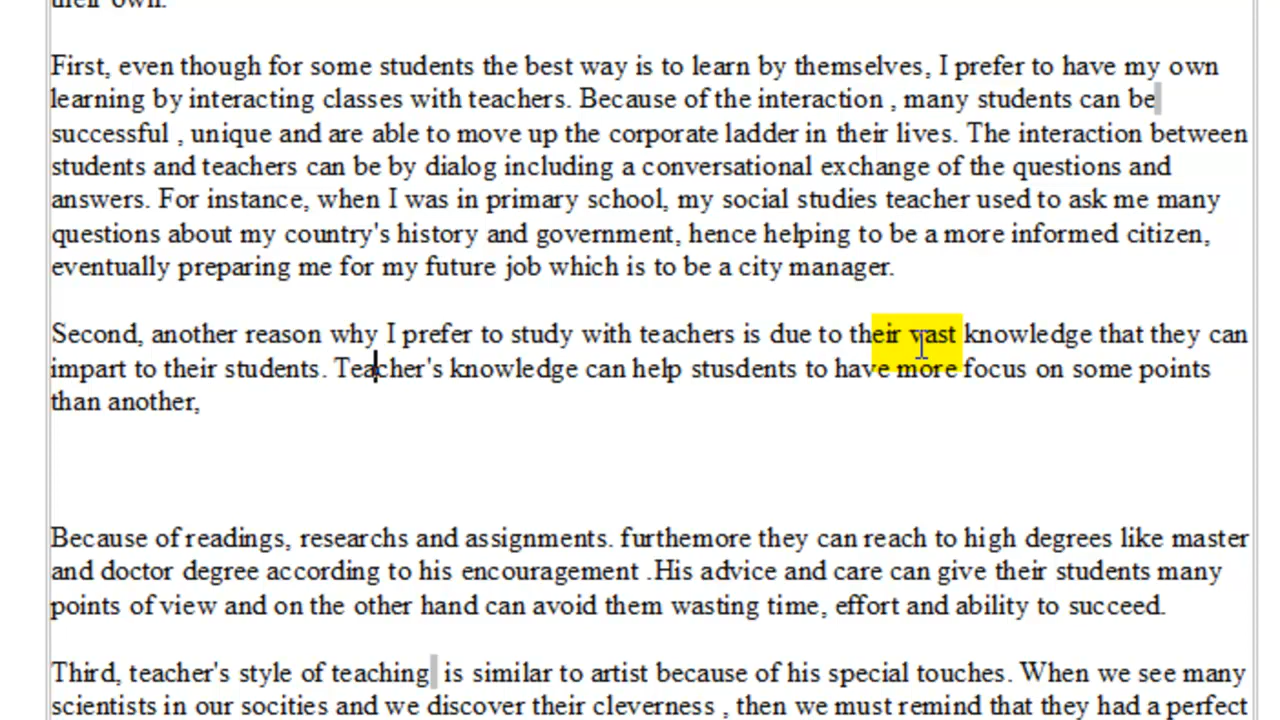 their own.
First, even though for some students the best way is to learn by themselves, I prefer to have my own
learning by interacting classes with teachers. Because of the interaction , many students can be
successful , unique and are able to move up the corporate ladder in their lives. The interaction between
students and teachers can be by dialog including a conversational exchange of the questions and
answers. For instance, when I was in primary school, my social studies teacher used to ask me many
questions about my country's history and government, hence helping to be a more informed citizen,
eventually preparing me for my future job which is to be a city manager.
Second, another reason why I prefer to study with teachers is due to their vast knowledge that they can
impart to their students. Teacher's knowledge can help stusdents to have more focus on some points
than another,
Because of readings, researchs and assignments. furthemore they can reach to high degrees like master
and doctor degree according to his encouragement .His advice and care can give their students many
points of view and on the other hand can avoid them wasting time, effort and ability to succeed.
Third, teacher's style of teaching is similar to artist because of his special touches. When we see many
scientists in our socities and we discover their cleverness , then we must remind that they had a perfect